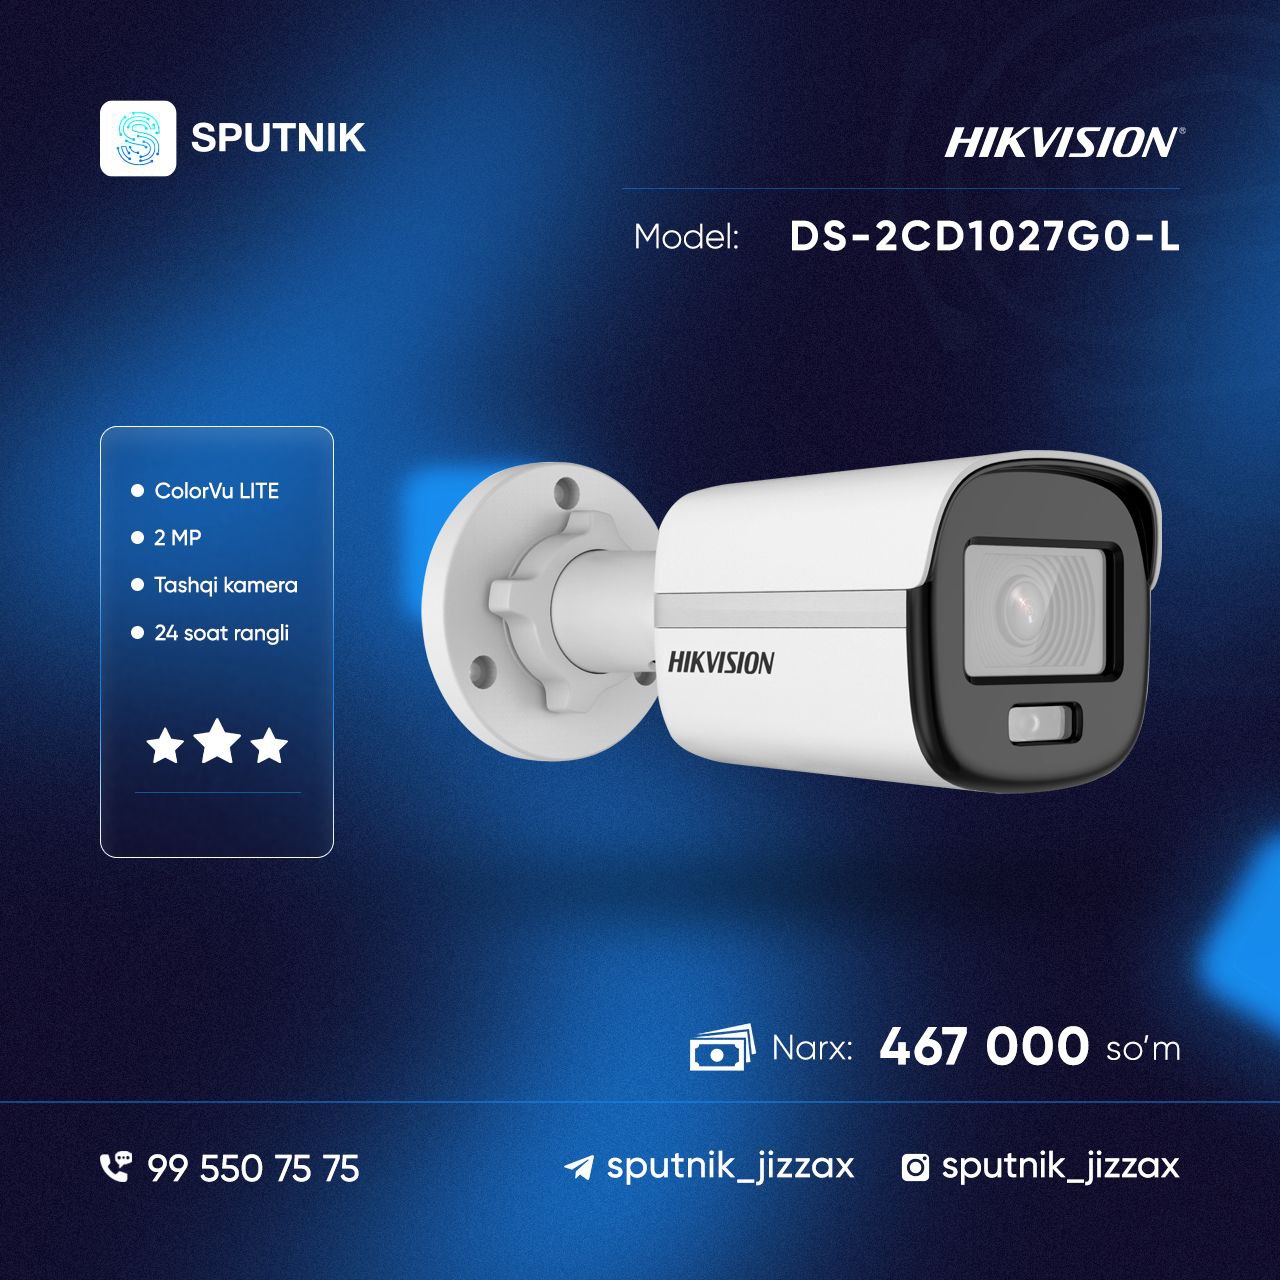 SPUTNIK
HIKVISION®
Model: DS-2CD1027G0-L
ColorVu LITE
2 MP
Tashqi kamera
24 soat rangli
HIKVISION
Narx: 467 000 so‘m
99 550 75 75
sputnik_jizzax
sputnik_jizzax